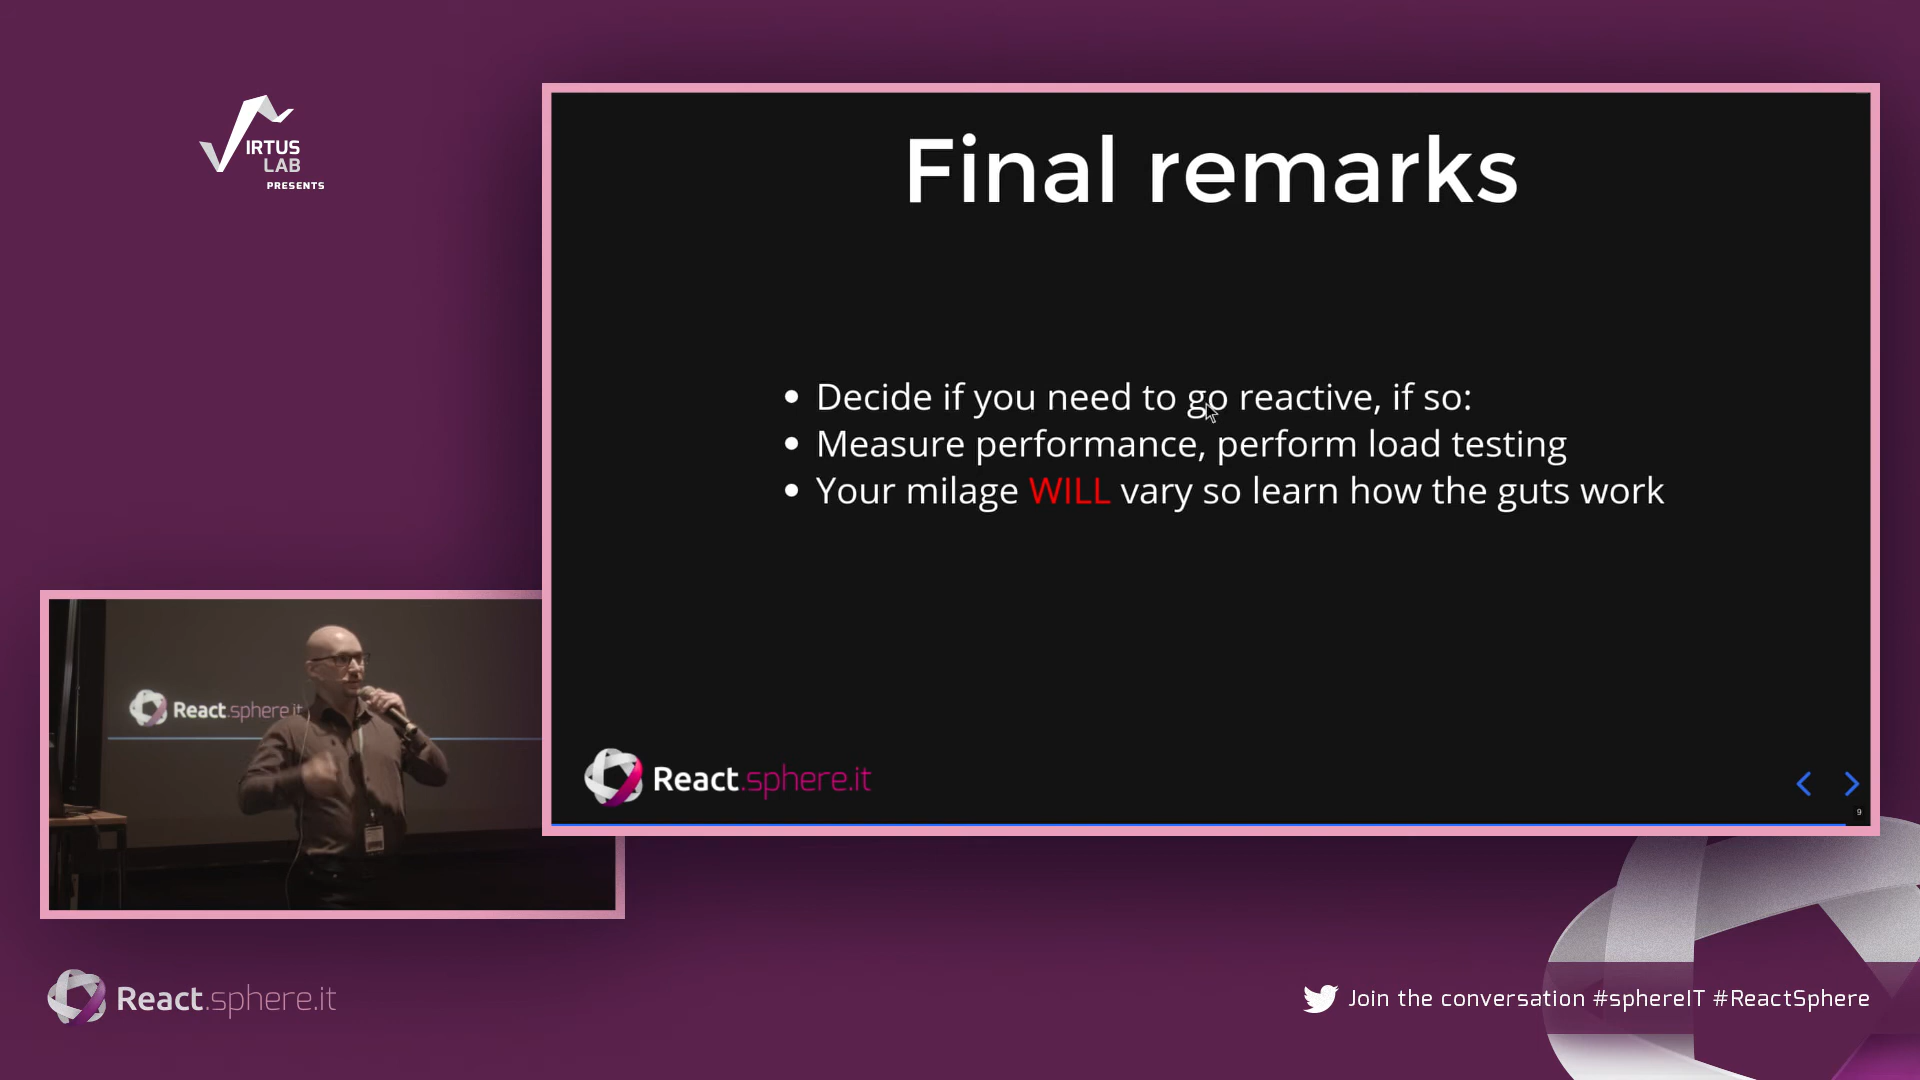 VIRTUS
LAB
PRESENTS
Final remarks
Decide if you need to go reactive, if so:
Measure performance, perform load testing
Your milage WILL vary so learn how the guts work
React.sphere.it
React.sphere.it
9
React.sphere.it
Join the conversation #sphereIT #ReactSphere